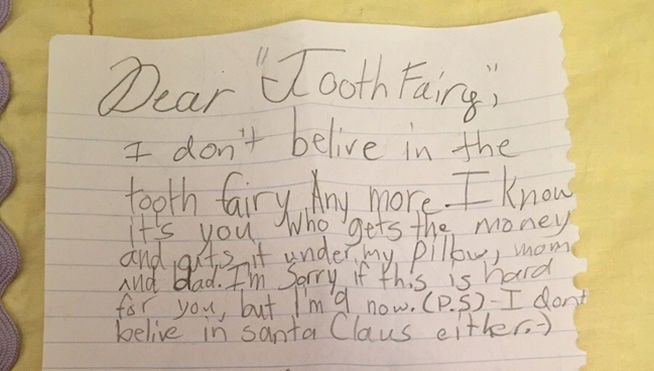 Dear "Tooth Fairy",
I don't belive in the
tooth fairy Any more. I know
it's you who gets the money
and puts it under my pillow, mom
and Dad. I'm sorry if this is hard
for you, but I'm 9 now. (P.S)-I dont
belive in santa Claus either.-)